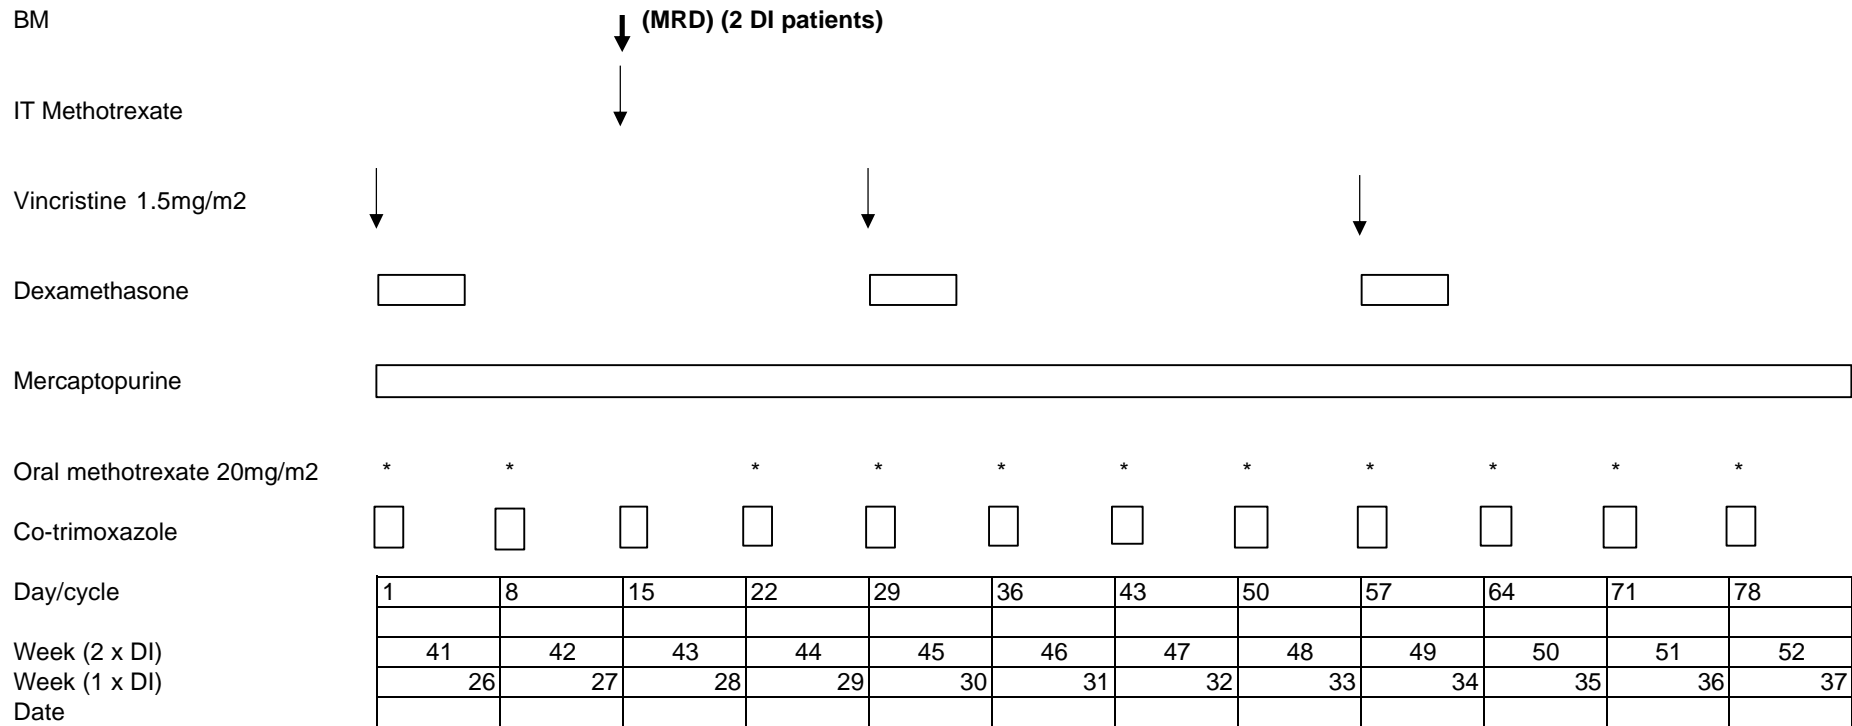 BM (MRD) (2 DI patients)
IT Methotrexate
Vincristine 1.5mg/m2
Dexamethasone
Mercaptopurine
Oral methotrexate 20mg/m2 * * * * * * * * * * *
Co-trimoxazole
Day/cycle 1 8 15 22 29 36 43 50 57 64 71 78
Week (2 x DI) 41 42 43 44 45 46 47 48 49 50 51 52
Week (1 x DI) 26 27 28 29 30 31 32 33 34 35 36 37
Date